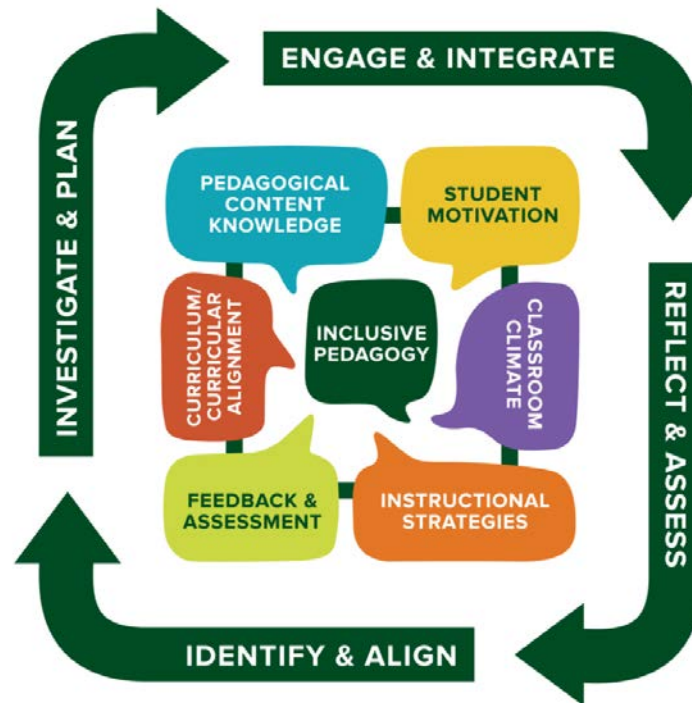 ENGAGE & INTEGRATE
INVESTIGATE & PLAN
REFLECT & ASSESS
IDENTIFY & ALIGN
PEDAGOGICAL
CONTENT
KNOWLEDGE
STUDENT
MOTIVATION
CURRICULUM/
CURRICULAR
ALIGNMENT
INCLUSIVE
PEDAGOGY
CLASSROOM
CLIMATE
FEEDBACK &
ASSESSMENT
INSTRUCTIONAL
STRATEGIES